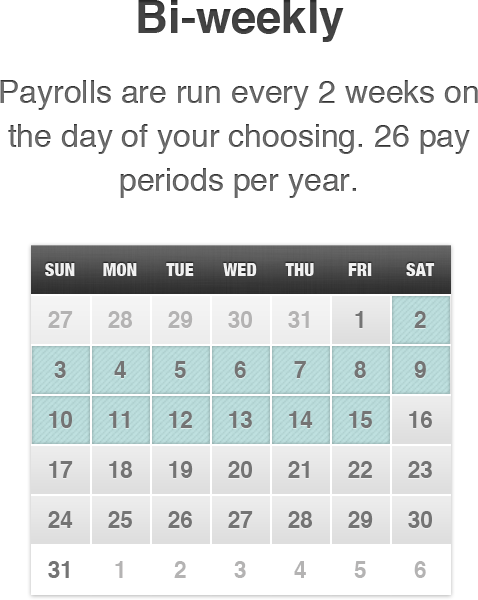 Bi-weekly
Payrolls are run every 2 weeks on
the day of your choosing. 26 pay
periods per year.
SUN MON TUE WED THU FRI SAT
27 28 29 30 31 1 2
3 4 5 6 7 8 9
10 11 12 13 14 15 16
17 18 19 20 21 22 23
24 25 26 27 28 29 30
31 1 2 3 4 5 6